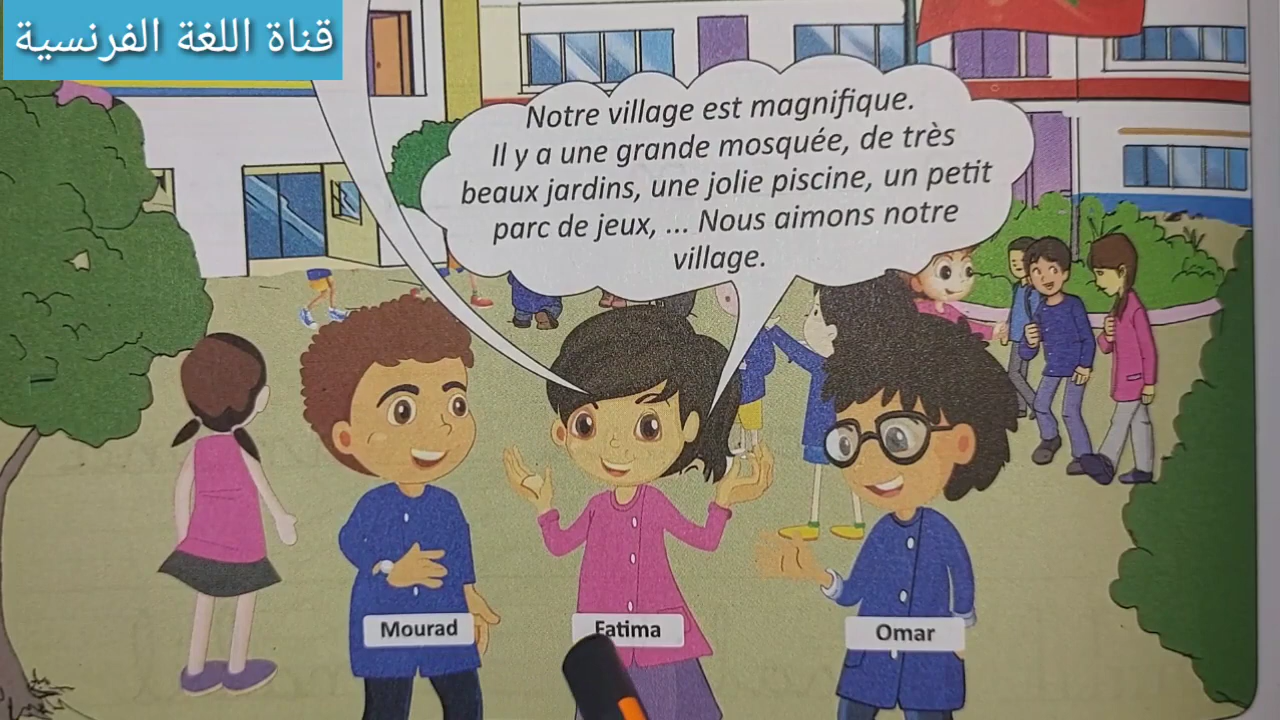 قناة اللغة الفرنسية
Notre village est magnifique.
Il y a une grande mosquée, de très
beaux jardins, une jolie piscine, un petit
parc de jeux, ... Nous aimons notre
village.
Mourad
Fatima
Omar